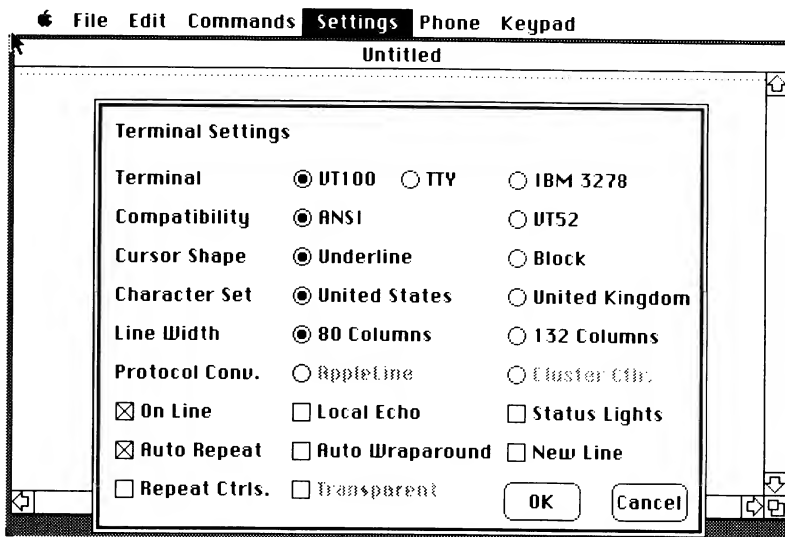 File Edit Commands Settings Phone Keypad
Untitled
Terminal Settings
Terminal VT100 TTY IBM 3278
Compatibility ANSI VT52
Cursor Shape Underline Block
Character Set United States United Kingdom
Line Width 80 Columns 132 Columns
Protocol Conv. AppleLine Cluster Ctlr.
On Line Local Echo Status Lights
Auto Repeat Auto Wraparound New Line
Repeat Ctrls. Transparent
OK Cancel